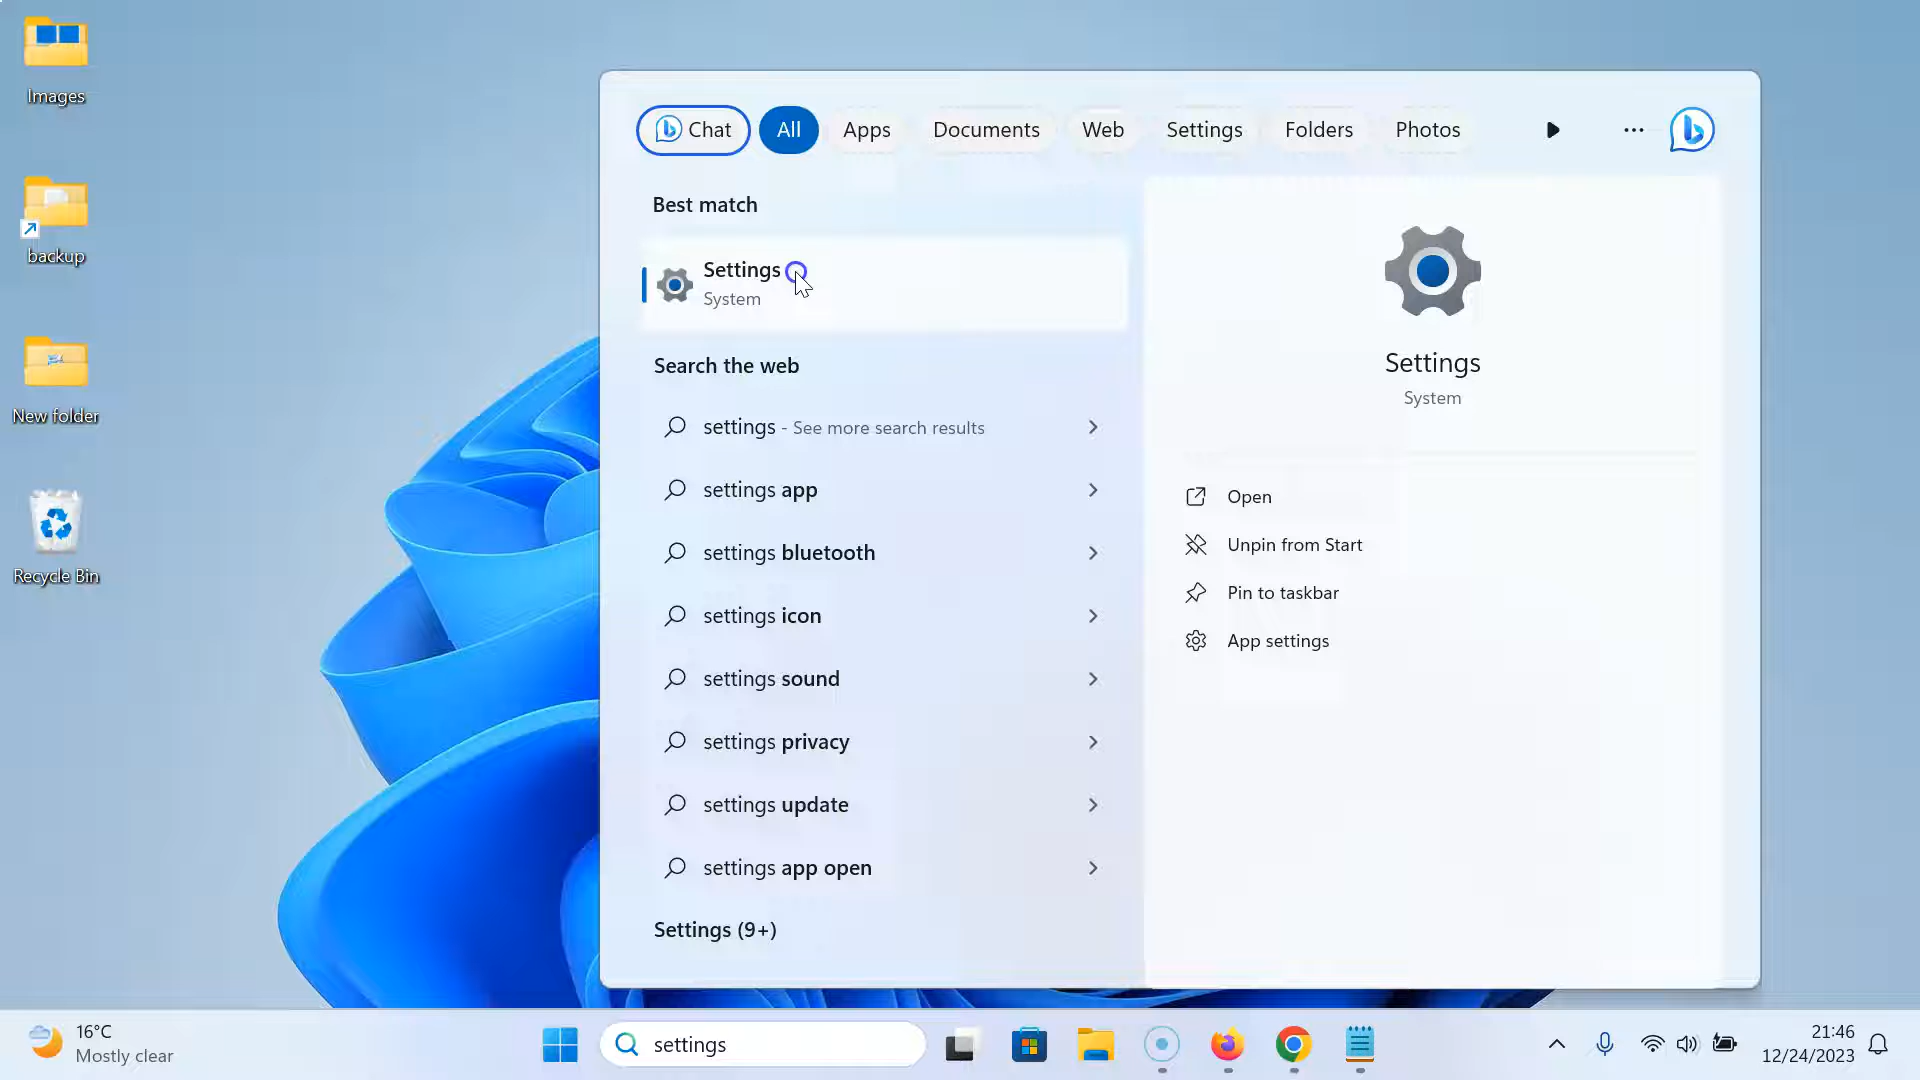 Images
backup
New folder
Recycle Bin
Chat
All
Apps
Documents
Web
Settings
Folders
Photos
Best match
Settings
System
Search the web
settings - See more search results
settings app
settings bluetooth
settings icon
settings sound
settings privacy
settings update
settings app open
Settings (9+)
Settings
System
Open
Unpin from Start
Pin to taskbar
App settings
16°C
Mostly clear
settings
21:46
12/24/2023